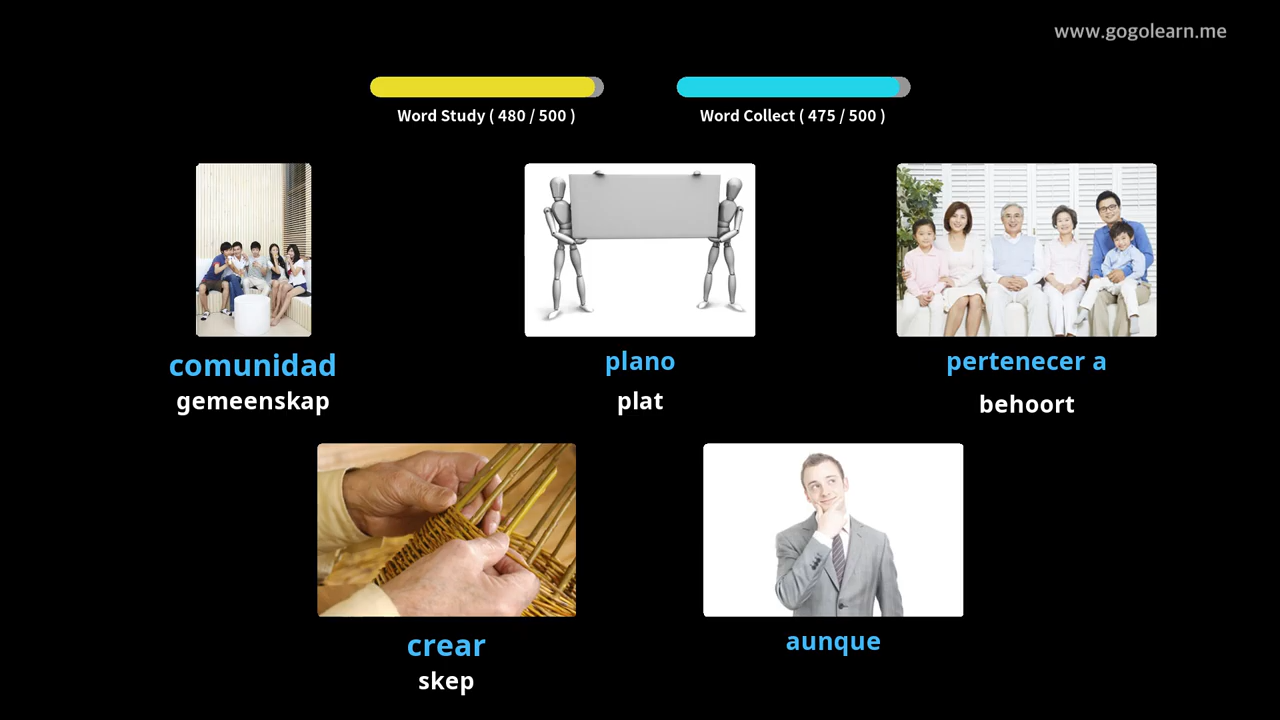 www.gogolearn.me
Word Study ( 480 / 500 )
Word Collect ( 475 / 500 )
comunidad
gemeenskap
plano
plat
pertenecer a
behoort
crear
skep
aunque